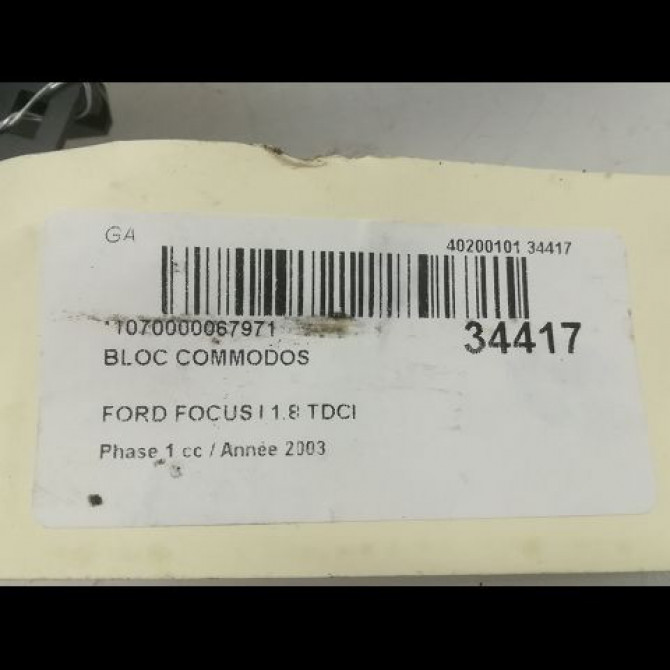 GA
40200101 34417
1070000067971
34417
BLOC COMMODOS
FORD FOCUS I 1.8 TDCI
Phase 1 cc / Année 2003